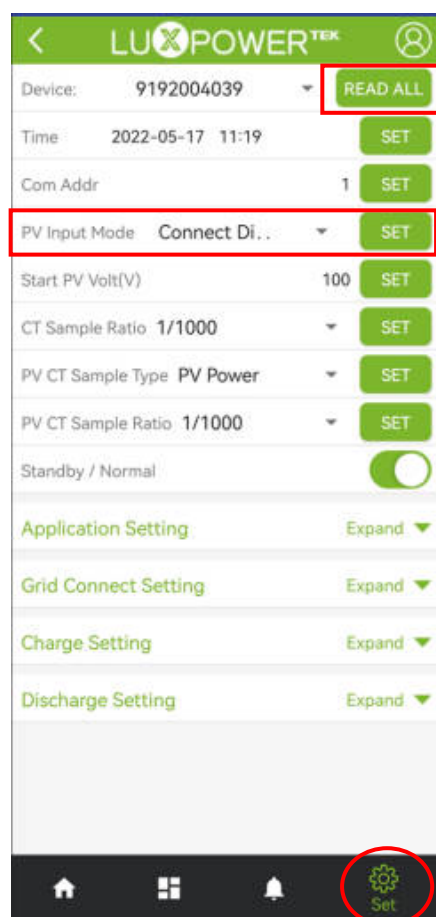 LUXPOWERTEK
Device: 9192004039 READ ALL
Time 2022-05-17 11:19 SET
Com Addr 1 SET
PV Input Mode Connect Di.. SET
Start PV Volt(V) 100 SET
CT Sample Ratio 1/1000 SET
PV CT Sample Type PV Power SET
PV CT Sample Ratio 1/1000 SET
Standby / Normal
Application Setting Expand
Grid Connect Setting Expand
Charge Setting Expand
Discharge Setting Expand
Set